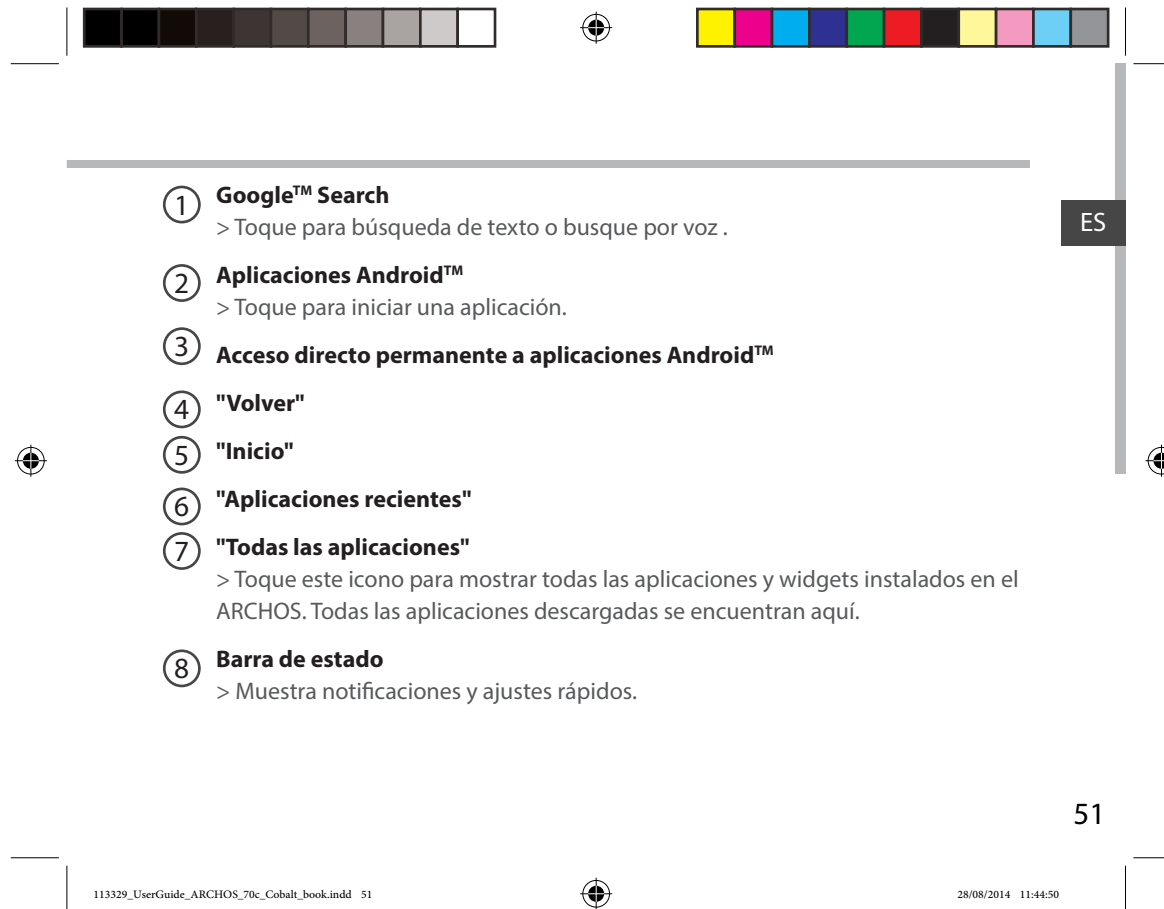 1 Google™ Search
> Toque para búsqueda de texto o busque por voz .
ES
2 Aplicaciones Android™
> Toque para iniciar una aplicación.
3 Acceso directo permanente a aplicaciones Android™
4 "Volver"
5 "Inicio"
6 "Aplicaciones recientes"
7 "Todas las aplicaciones"
> Toque este icono para mostrar todas las aplicaciones y widgets instalados en el
ARCHOS. Todas las aplicaciones descargadas se encuentran aquí.
8 Barra de estado
> Muestra notificaciones y ajustes rápidos.
51
113329_UserGuide_ARCHOS_70c_Cobalt_book.indd 51
28/08/2014 11:44:50